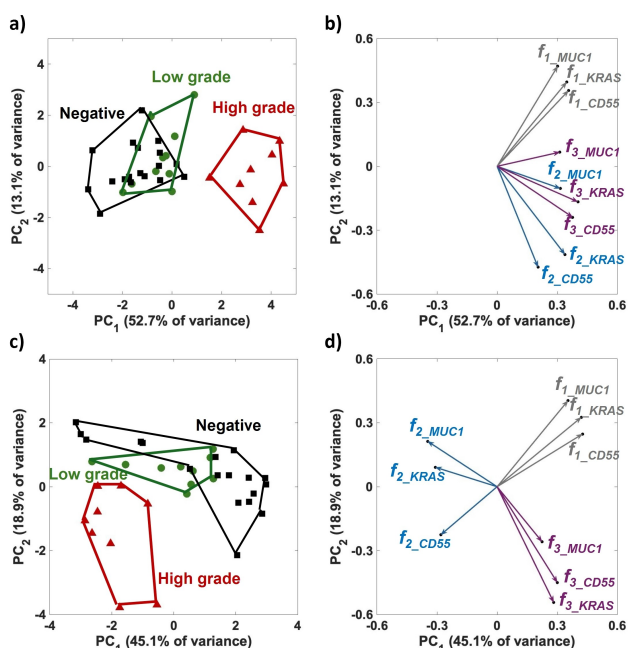 a)
Low grade
Negative
High grade
PC2 (13.1% of variance)
4
2
0
-2
-4
-4 -2 0 2 4
PC1 (52.7% of variance)
b)
f1_MUC1
f1_KRAS
f1_CD55
f3_MUC1
f2_MUC1
f3_KRAS
f3_CD55
f2_KRAS
f2_CD55
PC2 (13.1% of variance)
0.6
0.3
0
-0.3
-0.6
-0.6 -0.3 0 0.3 0.6
PC1 (52.7% of variance)
c)
Negative
Low grade
High grade
PC2 (18.9% of variance)
4
2
0
-2
-4
-4 -2 0 2 4
PC1 (45.1% of variance)
d)
f1_MUC1
f1_KRAS
f1_CD55
f2_MUC1
f2_KRAS
f2_CD55
f3_MUC1
f3_CD55
f3_KRAS
PC2 (18.9% of variance)
0.6
0.3
0
-0.3
-0.6
-0.6 -0.3 0 0.3 0.6
PC1 (45.1% of variance)